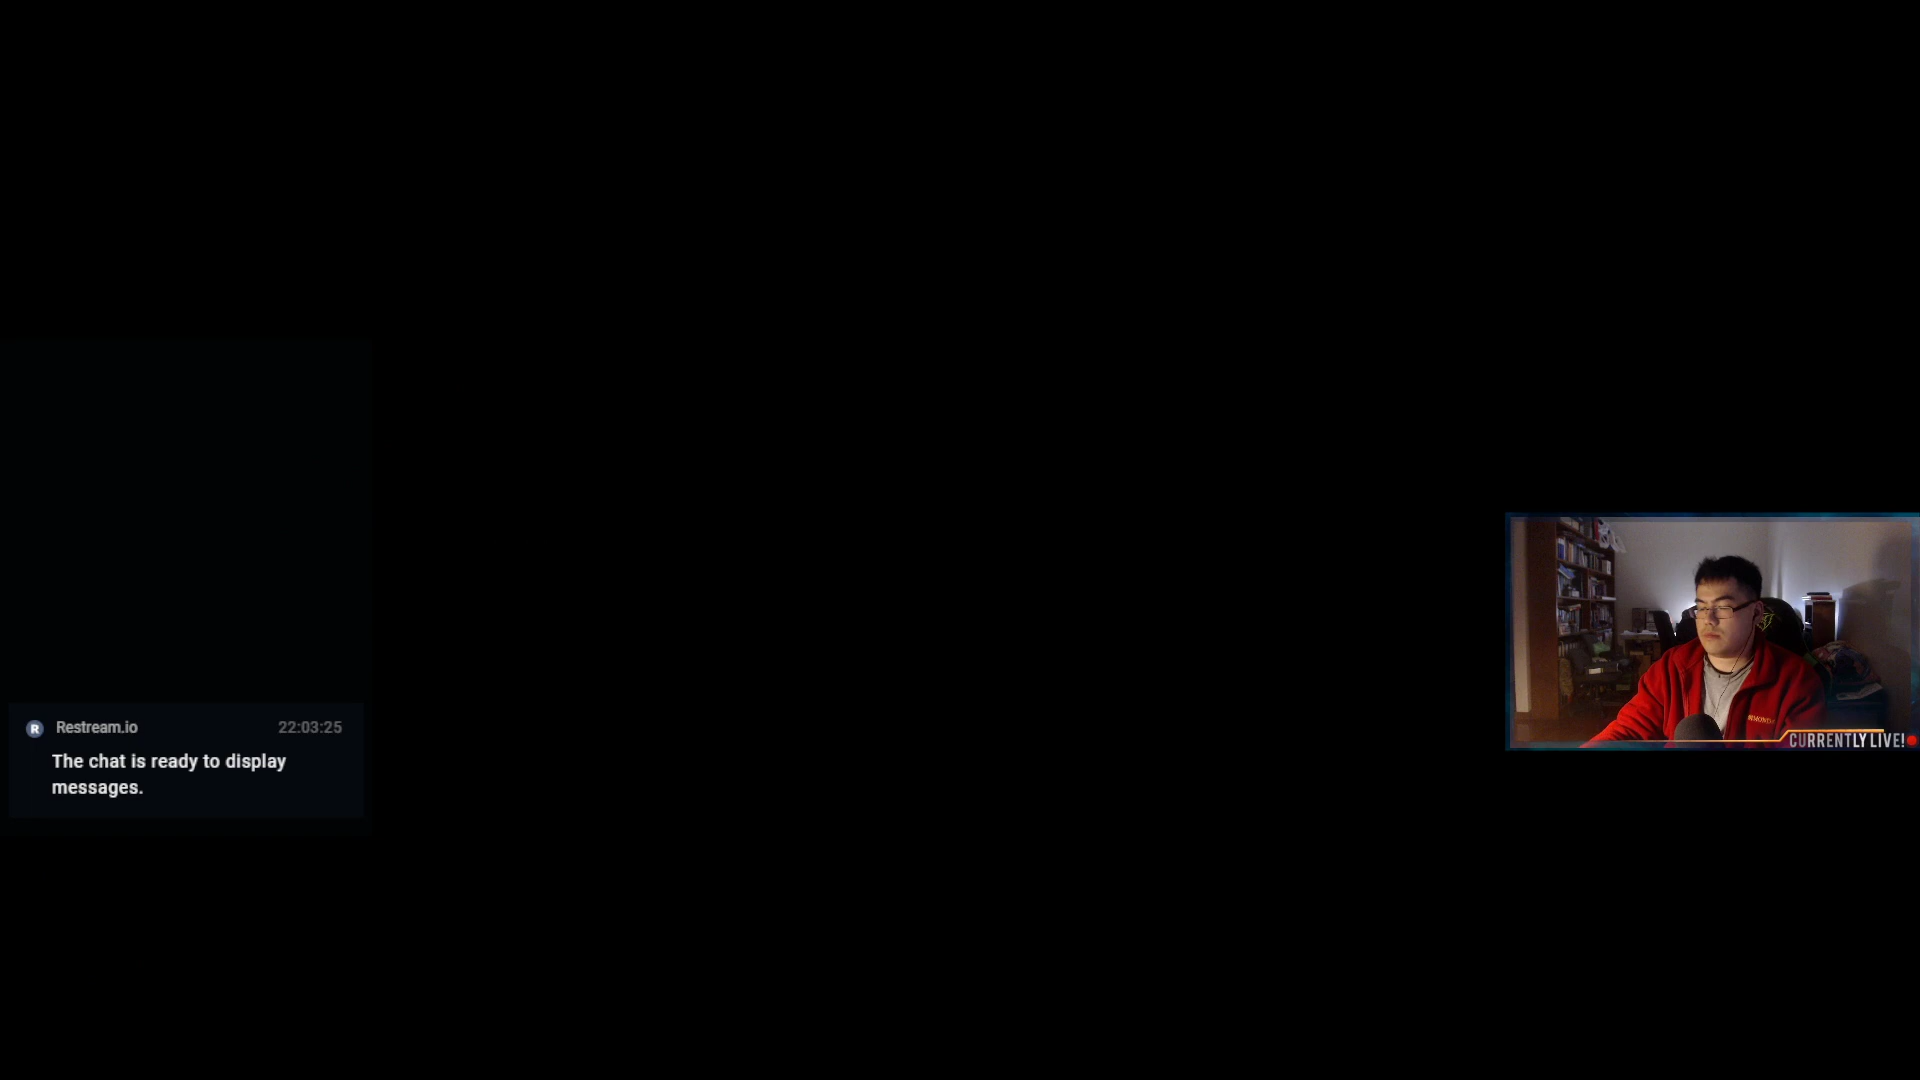 Restream.io 22:03:25
The chat is ready to display
messages.
CURRENTLY LIVE!